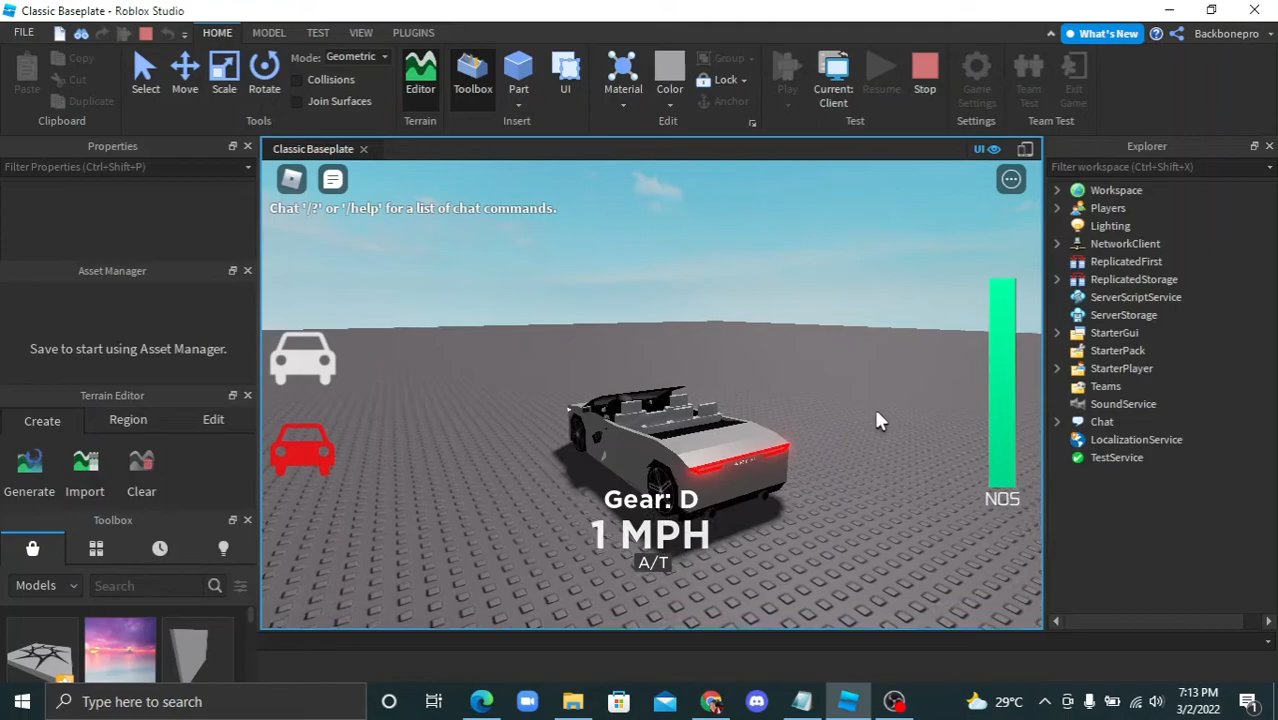 Classic Baseplate - Roblox Studio
FILE HOME MODEL TEST VIEW PLUGINS What's New Backbonepro
Paste Copy Cut Duplicate Clipboard
Select Move Scale Rotate Tools
Mode: Geometric
Collisions
Join Surfaces
Editor Terrain
Toolbox Part UI Insert
Material Color Group Lock Anchor Edit
Play Current: Client Resume Stop Test
Game Settings Settings
Team Test Exit Game Team Test
Properties
Filter Properties (Ctrl+Shift+P)
Asset Manager
Save to start using Asset Manager.
Terrain Editor
Create Region Edit
Generate Import Clear
Toolbox
Models Search
Classic Baseplate UI
Chat '/?' or '/help' for a list of chat commands.
NOS
Gear: D
1 MPH
A/T
Explorer
Filter workspace (Ctrl+Shift+X)
Workspace
Players
Lighting
NetworkClient
ReplicatedFirst
ReplicatedStorage
ServerScriptService
ServerStorage
StarterGui
StarterPack
StarterPlayer
Teams
SoundService
Chat
LocalizationService
TestService
Type here to search
29°C
7:13 PM
3/2/2022
1